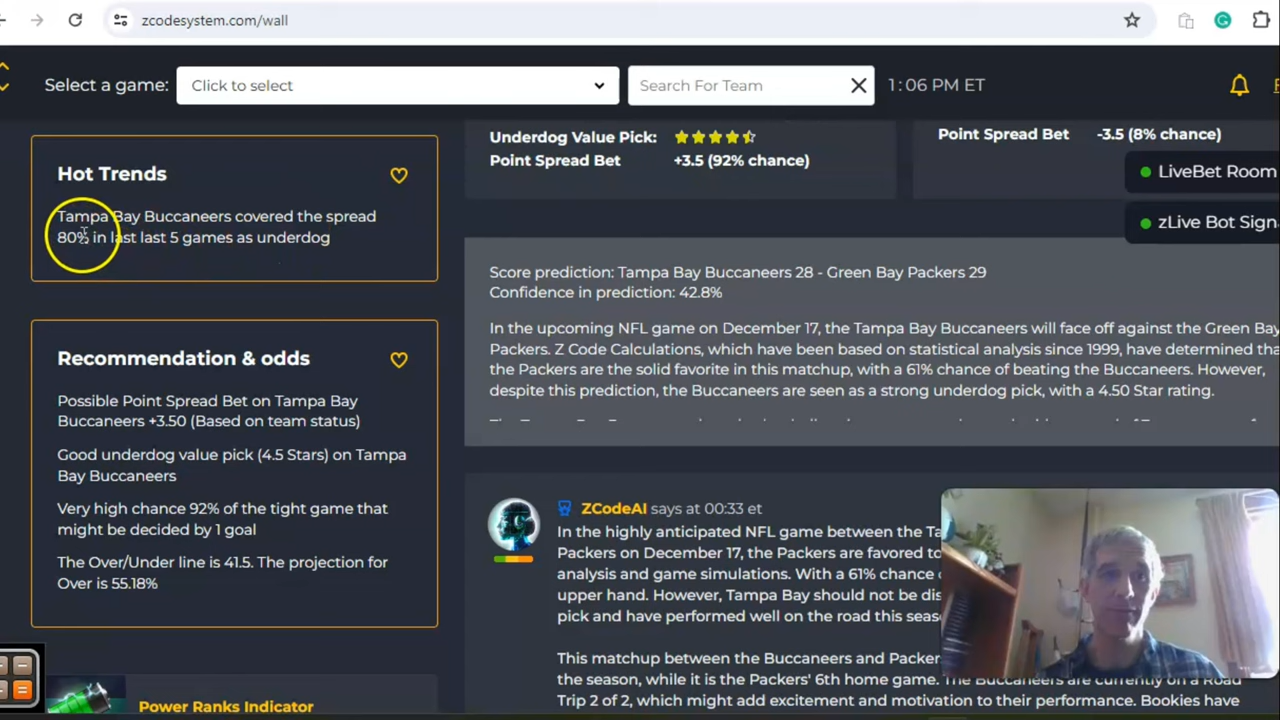 zcodesystem.com/wall
Select a game:
Click to select
Search For Team
1:06 PM ET
Hot Trends
Tampa Bay Buccaneers covered the spread
80% in last last 5 games as underdog
Recommendation & odds
Possible Point Spread Bet on Tampa Bay
Buccaneers +3.50 (Based on team status)
Good underdog value pick (4.5 Stars) on Tampa
Bay Buccaneers
Very high chance 92% of the tight game that
might be decided by 1 goal
The Over/Under line is 41.5. The projection for
Over is 55.18%
Power Ranks Indicator
Underdog Value Pick:
Point Spread Bet +3.5 (92% chance)
Point Spread Bet -3.5 (8% chance)
LiveBet Room
zLive Bot Sign
Score prediction: Tampa Bay Buccaneers 28 - Green Bay Packers 29
Confidence in prediction: 42.8%
In the upcoming NFL game on December 17, the Tampa Bay Buccaneers will face off against the Green Bay
Packers. Z Code Calculations, which have been based on statistical analysis since 1999, have determined tha
the Packers are the solid favorite in this matchup, with a 61% chance of beating the Buccaneers. However,
despite this prediction, the Buccaneers are seen as a strong underdog pick, with a 4.50 Star rating.
ZCodeAI says at 00:33 et
In the highly anticipated NFL game between the Ta
Packers on December 17, the Packers are favored to
analysis and game simulations. With a 61% chance
upper hand. However, Tampa Bay should not be dis
pick and have performed well on the road this seas
This matchup between the Buccaneers and Packer
the season, while it is the Packers' 6th home game. The Buccaneers are currently on a Road
Trip 2 of 2, which might add excitement and motivation to their performance. Bookies have